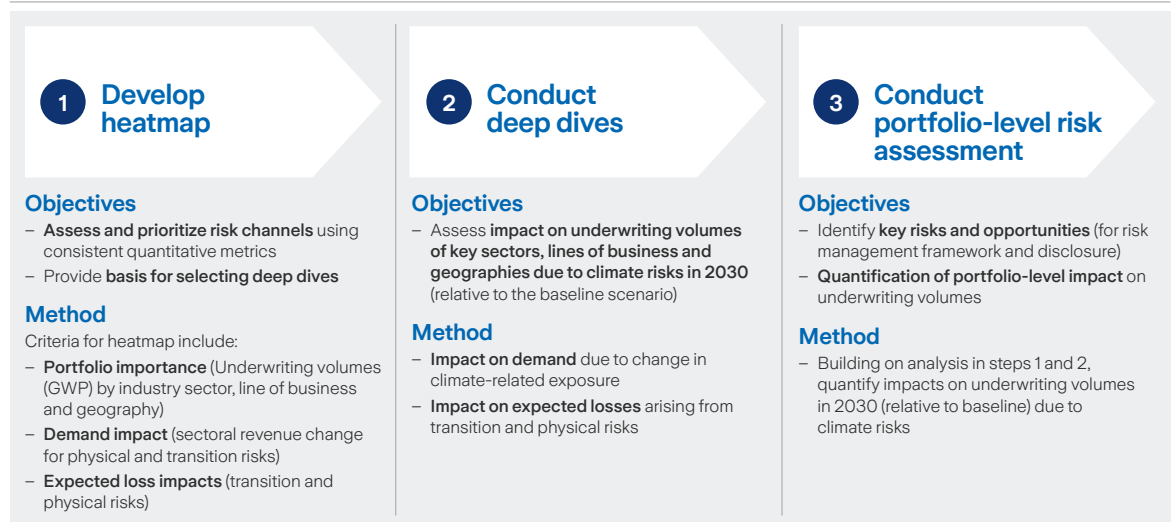 1
Develop
heatmap
Objectives
– Assess and prioritize risk channels using
consistent quantitative metrics
– Provide basis for selecting deep dives
Method
Criteria for heatmap include:
– Portfolio importance (Underwriting volumes
(GWP) by industry sector, line of business
and geography)
– Demand impact (sectoral revenue change
for physical and transition risks)
– Expected loss impacts (transition and
physical risks)
2
Conduct
deep dives
Objectives
– Assess impact on underwriting volumes
of key sectors, lines of business and
geographies due to climate risks in 2030
(relative to the baseline scenario)
Method
– Impact on demand due to change in
climate-related exposure
– Impact on expected losses arising from
transition and physical risks
3
Conduct
portfolio-level risk
assessment
Objectives
– Identify key risks and opportunities (for risk
management framework and disclosure)
– Quantification of portfolio-level impact on
underwriting volumes
Method
– Building on analysis in steps 1 and 2,
quantify impacts on underwriting volumes
in 2030 (relative to baseline) due to
climate risks